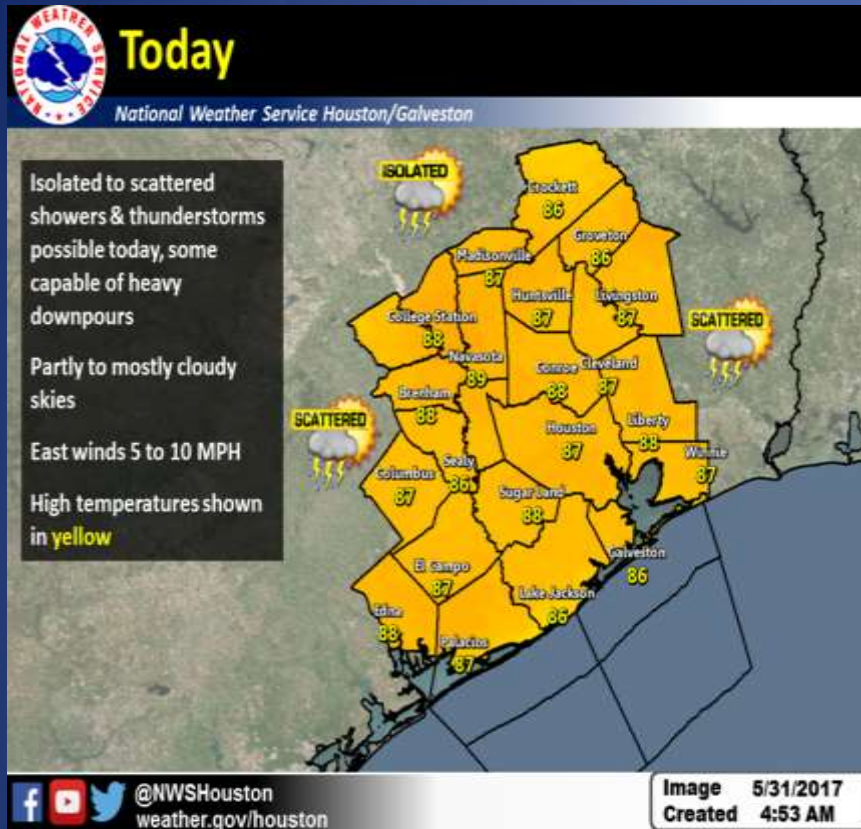 NATIONAL WEATHER SERVICE
Today
National Weather Service Houston/Galveston
Isolated to scattered
showers & thunderstorms
possible today, some
capable of heavy
downpours
Partly to mostly cloudy
skies
East winds 5 to 10 MPH
High temperatures shown
in yellow
ISOLATED
SCATTERED
SCATTERED
Crockett
86
Groveton
86
Madisonville
87
Huntsville
87
Livingston
87
College Station
88
Navasota
89
Conroe
88
Cleveland
87
Brenham
88
Houston
87
Liberty
88
Winnie
87
Sealy
86
Columbus
87
Sugar Land
88
Galveston
86
El Campo
87
Lake Jackson
86
Edna
88
Palacios
87
@NWSHouston
weather.gov/houston
Image 5/31/2017
Created 4:53 AM